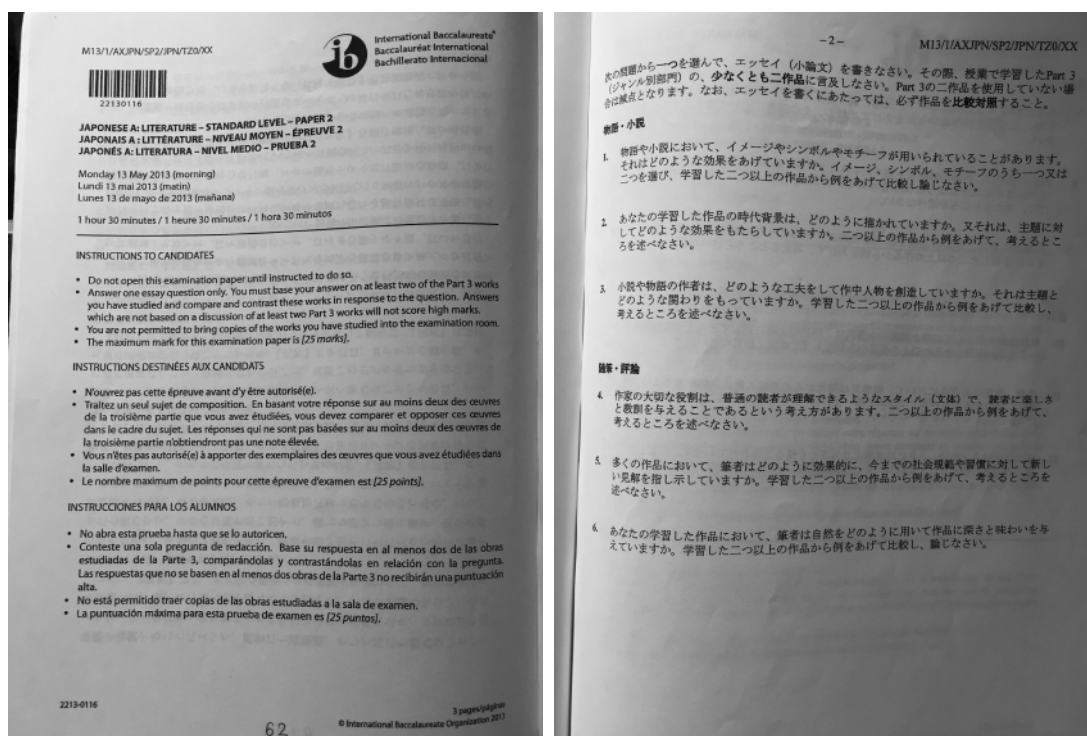 M13/1/AXJPN/SP2/JPN/TZ0/XX
International Baccalaureate®
Baccalauréat International
Bachillerato Internacional
22130116
JAPONESE A: LITERATURE – STANDARD LEVEL – PAPER 2
JAPONAIS A : LITTÉRATURE – NIVEAU MOYEN – ÉPREUVE 2
JAPONÉS A: LITERATURA – NIVEL MEDIO – PRUEBA 2
Monday 13 May 2013 (morning)
Lundi 13 mai 2013 (matin)
Lunes 13 de mayo de 2013 (mañana)
1 hour 30 minutes / 1 heure 30 minutes / 1 hora 30 minutos
INSTRUCTIONS TO CANDIDATES
• Do not open this examination paper until instructed to do so.
• Answer one essay question only. You must base your answer on at least two of the Part 3 works
you have studied and compare and contrast these works in response to the question. Answers
which are not based on a discussion of at least two Part 3 works will not score high marks.
• You are not permitted to bring copies of the works you have studied into the examination room.
• The maximum mark for this examination paper is [25 marks].
INSTRUCTIONS DESTINÉES AUX CANDIDATS
• N'ouvrez pas cette épreuve avant d'y être autorisé(e).
• Traitez un seul sujet de composition. En basant votre réponse sur au moins deux des œuvres
de la troisième partie que vous avez étudiées, vous devez comparer et opposer ces œuvres
dans le cadre du sujet. Les réponses qui ne sont pas basées sur au moins deux des œuvres de
la troisième partie n'obtiendront pas une note élevée.
• Vous n'êtes pas autorisé(e) à apporter des exemplaires des œuvres que vous avez étudiées dans
la salle d'examen.
• Le nombre maximum de points pour cette épreuve d'examen est [25 points].
INSTRUCCIONES PARA LOS ALUMNOS
• No abra esta prueba hasta que se lo autoricen.
• Conteste una sola pregunta de redacción. Base su respuesta en al menos dos de las obras
estudiadas de la Parte 3, comparándolas y contrastándolas en relación con la pregunta.
Las respuestas que no se basen en al menos dos obras de la Parte 3 no recibirán una puntuación
alta.
• No está permitido traer copias de las obras estudiadas a la sala de examen.
• La puntuación máxima para esta prueba de examen es [25 puntos].
2213-0116
3 pages/páginas
© International Baccalaureate Organization 2013
62
–2–
M13/1/AXJPN/SP2/JPN/TZ0/XX
次の問題から一つを選んで、エッセイ（小論文）を書きなさい。その際、授業で学習したPart 3
（ジャンル別部門）の、少なくとも二作品に言及しなさい。Part 3の二作品を使用していない場
合は減点となります。なお、エッセイを書くにあたっては、必ず作品を比較対照すること。
物語・小説
1. 物語や小説において、イメージやシンボルやモチーフが用いられていることがあります。
それはどのような効果をあげていますか。イメージ、シンボル、モチーフのうち一つ又は
二つを選び、学習した二つ以上の作品から例をあげて比較し論じなさい。
2. あなたの学習した作品の時代背景は、どのように描かれていますか。又それは、主題に対
してどのような効果をもたらしていますか。二つ以上の作品から例をあげて、考えるとこ
ろを述べなさい。
3. 小説や物語の作者は、どのような工夫をして作中人物を創造していますか。それは主題と
どのような関わりをもっていますか。学習した二つ以上の作品から例をあげて比較し、
考えるところを述べなさい。
随筆・評論
4. 作家の大切な役割は、普通の読者が理解できるようなスタイル（文体）で、読者に楽しさ
と教訓を与えることであるという考え方があります。二つ以上の作品から例をあげて、
考えるところを述べなさい。
5. 多くの作品において、筆者はどのように効果的に、今までの社会規範や習慣に対して新し
い見解を指し示していますか。学習した二つ以上の作品から例をあげて、考えるところを
述べなさい。
6. あなたの学習した作品において、筆者は自然をどのように用いて作品に深さと味わいを与
えていますか。学習した二つ以上の作品から例をあげて比較し、論じなさい。